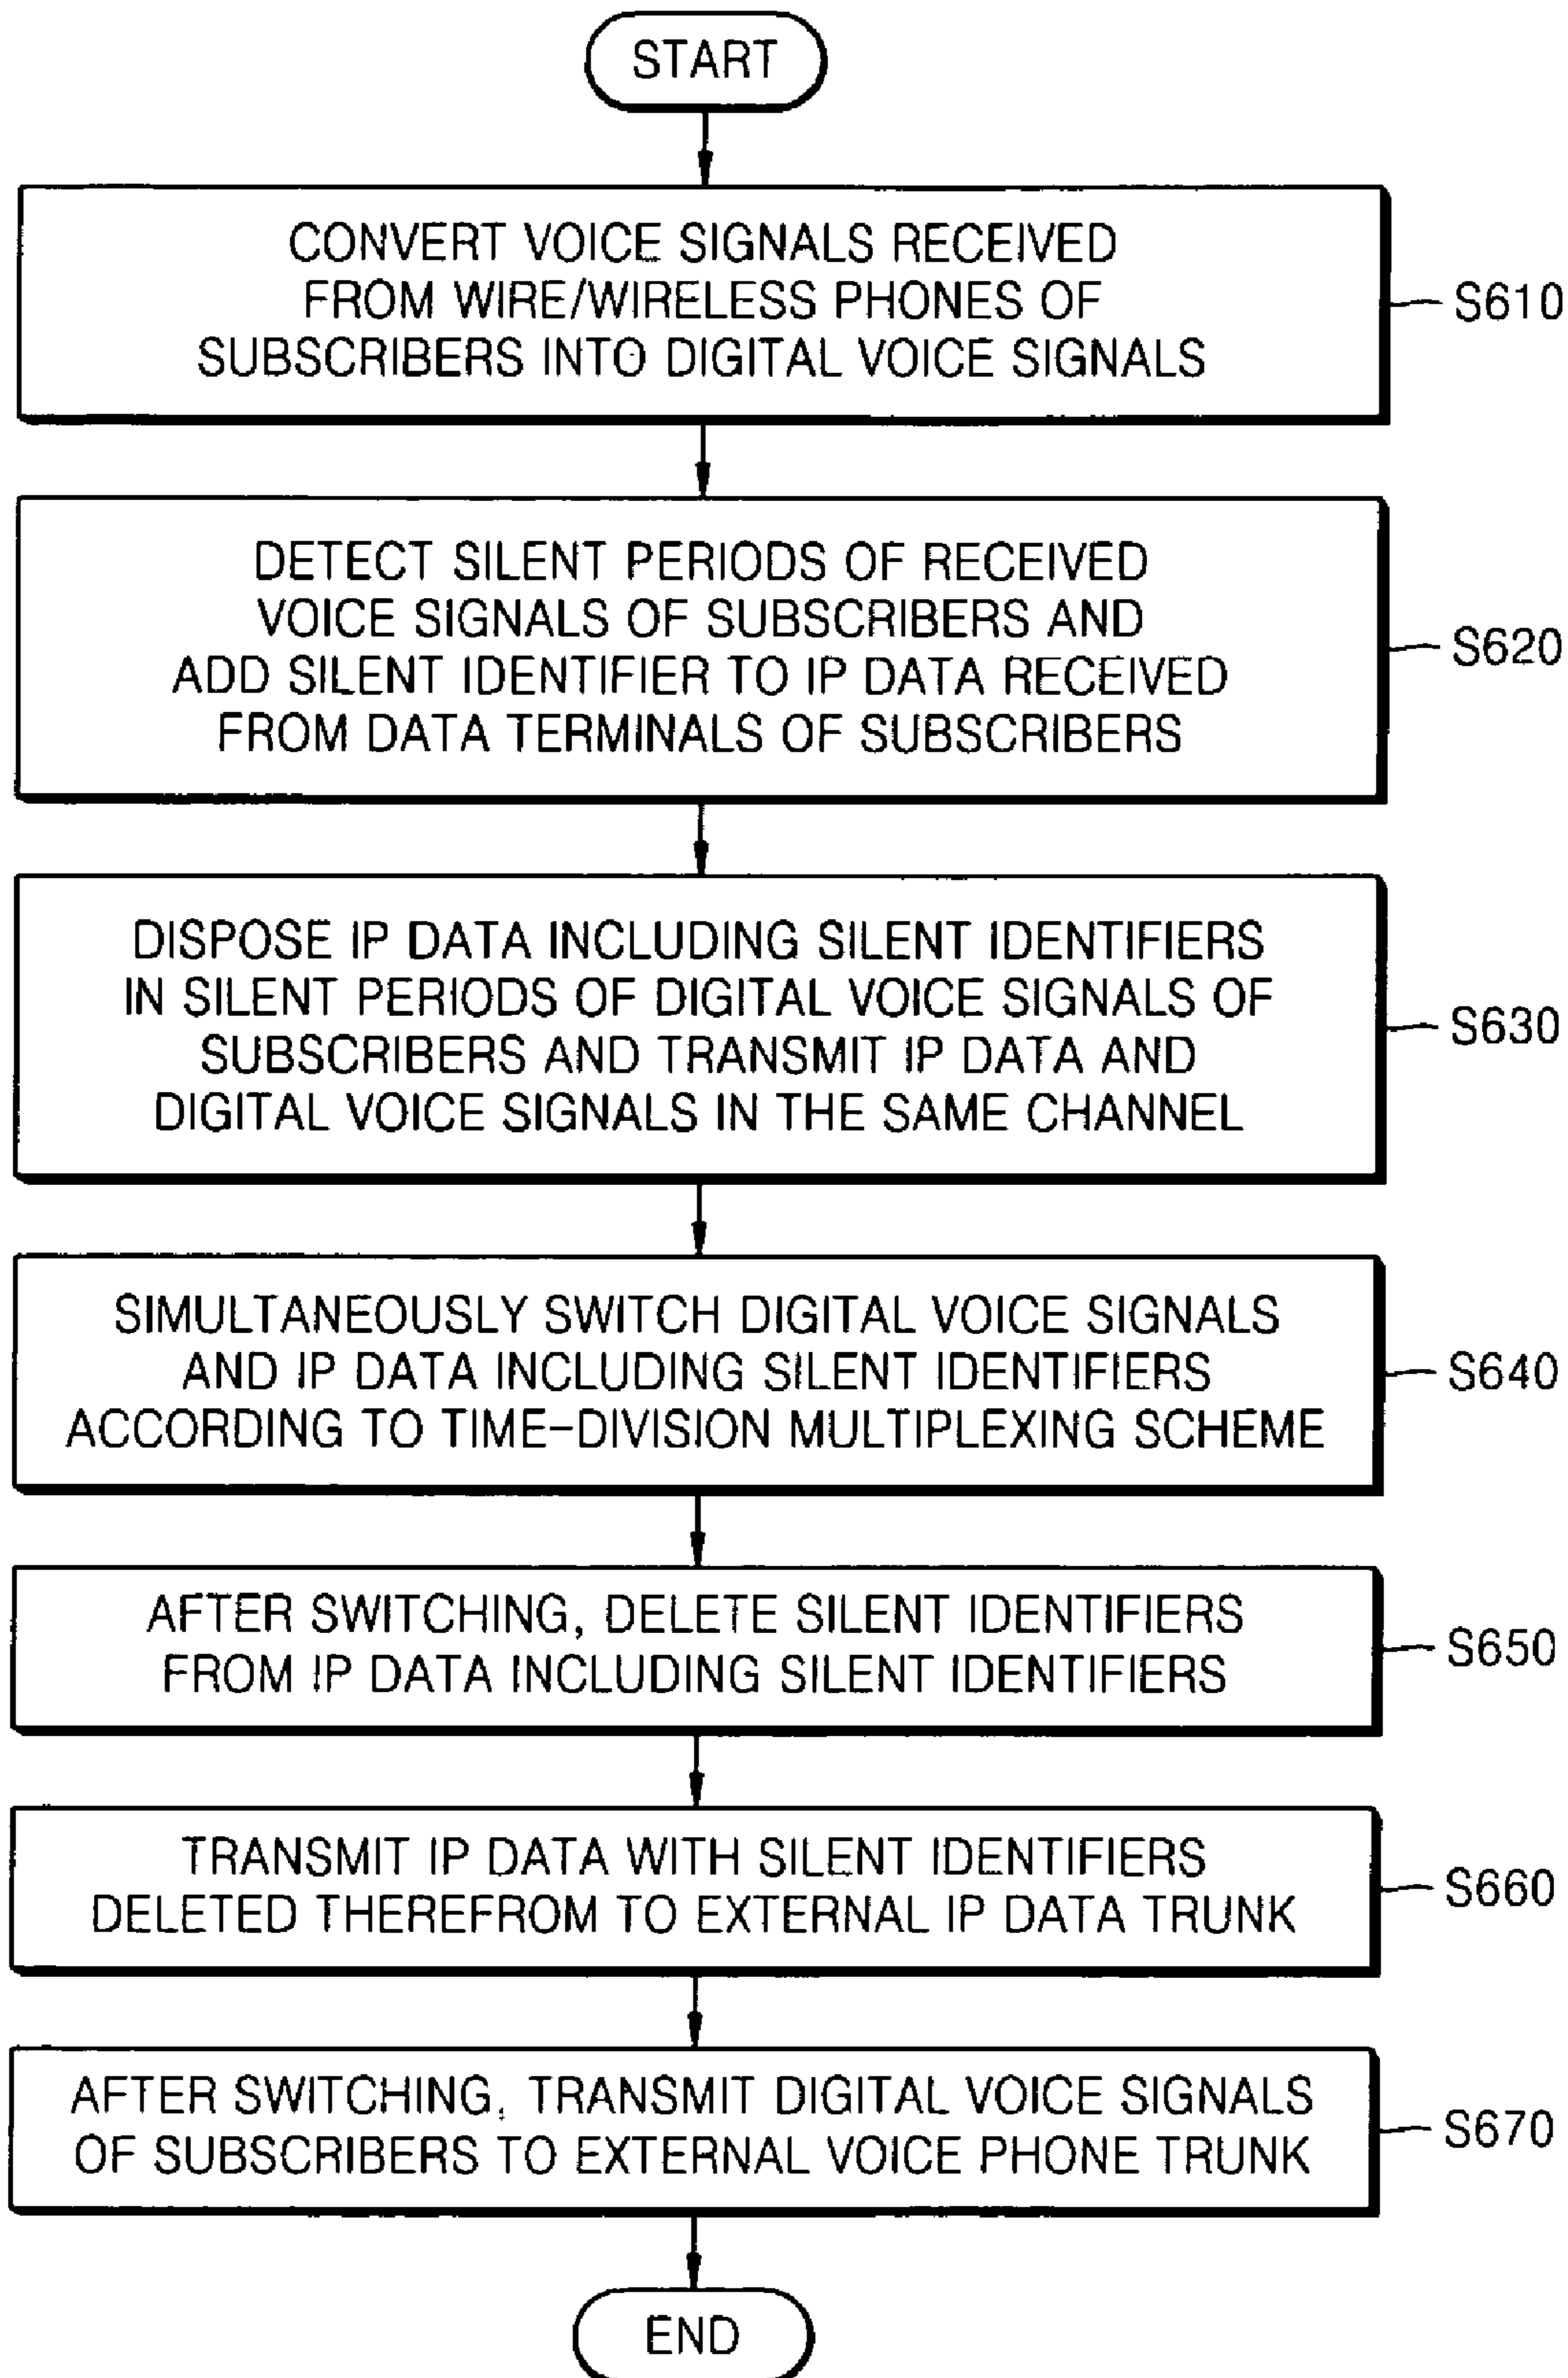 START
CONVERT VOICE SIGNALS RECEIVED
FROM WIRE/WIRELESS PHONES OF
SUBSCRIBERS INTO DIGITAL VOICE SIGNALS
S610
DETECT SILENT PERIODS OF RECEIVED
VOICE SIGNALS OF SUBSCRIBERS AND
ADD SILENT IDENTIFIER TO IP DATA RECEIVED
FROM DATA TERMINALS OF SUBSCRIBERS
S620
DISPOSE IP DATA INCLUDING SILENT IDENTIFIERS
IN SILENT PERIODS OF DIGITAL VOICE SIGNALS OF
SUBSCRIBERS AND TRANSMIT IP DATA AND
DIGITAL VOICE SIGNALS IN THE SAME CHANNEL
S630
SIMULTANEOUSLY SWITCH DIGITAL VOICE SIGNALS
AND IP DATA INCLUDING SILENT IDENTIFIERS
ACCORDING TO TIME-DIVISION MULTIPLEXING SCHEME
S640
AFTER SWITCHING, DELETE SILENT IDENTIFIERS
FROM IP DATA INCLUDING SILENT IDENTIFIERS
S650
TRANSMIT IP DATA WITH SILENT IDENTIFIERS
DELETED THEREFROM TO EXTERNAL IP DATA TRUNK
S660
AFTER SWITCHING, TRANSMIT DIGITAL VOICE SIGNALS
OF SUBSCRIBERS TO EXTERNAL VOICE PHONE TRUNK
S670
END